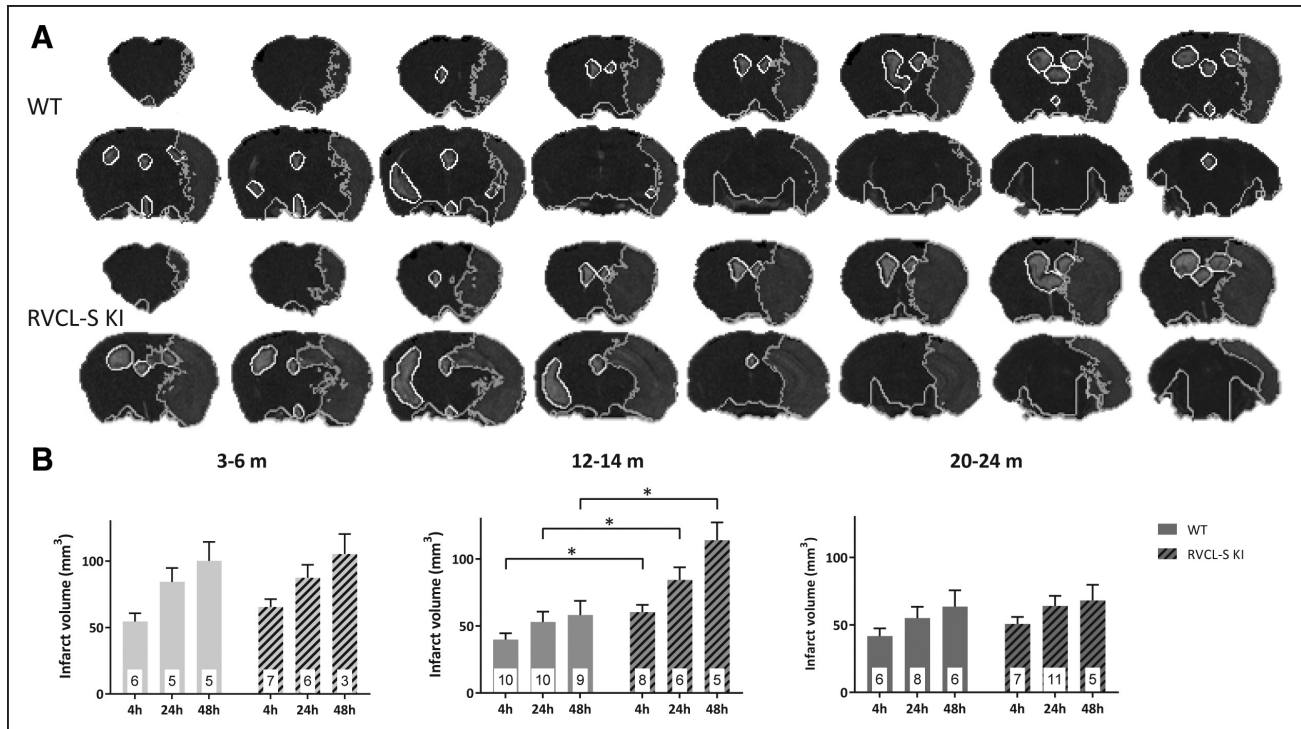 A
WT
RVCL-S KI
B
3-6 m
12-14 m
20-24 m
Infarct volume (mm³)
100
50
0
6
5
5
7
6
3
4h
24h
48h
4h
24h
48h
Infarct volume (mm³)
100
50
0
*
*
*
10
10
9
8
6
5
4h
24h
48h
4h
24h
48h
Infarct volume (mm³)
100
50
0
6
8
6
7
11
5
4h
24h
48h
4h
24h
48h
WT
RVCL-S KI